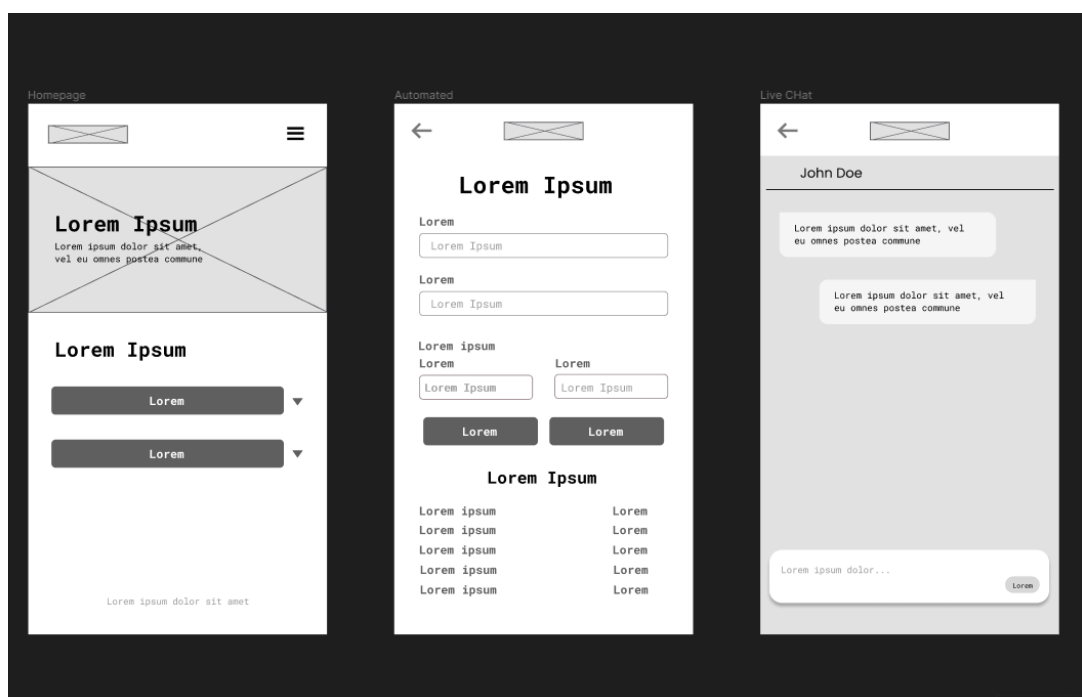 Homepage
Lorem Ipsum
Lorem ipsum dolor sit amet,
vel eu omnes postea commune
Lorem Ipsum
Lorem
Lorem
Lorem ipsum dolor sit amet
Automated
Lorem Ipsum
Lorem
Lorem Ipsum
Lorem
Lorem Ipsum
Lorem ipsum
Lorem Lorem
Lorem Ipsum Lorem Ipsum
Lorem Lorem
Lorem Ipsum
Lorem ipsum Lorem
Lorem ipsum Lorem
Lorem ipsum Lorem
Lorem ipsum Lorem
Lorem ipsum Lorem
Live CHat
John Doe
Lorem ipsum dolor sit amet, vel
eu omnes postea commune
Lorem ipsum dolor sit amet, vel
eu omnes postea commune
Lorem ipsum dolor...
Lorem